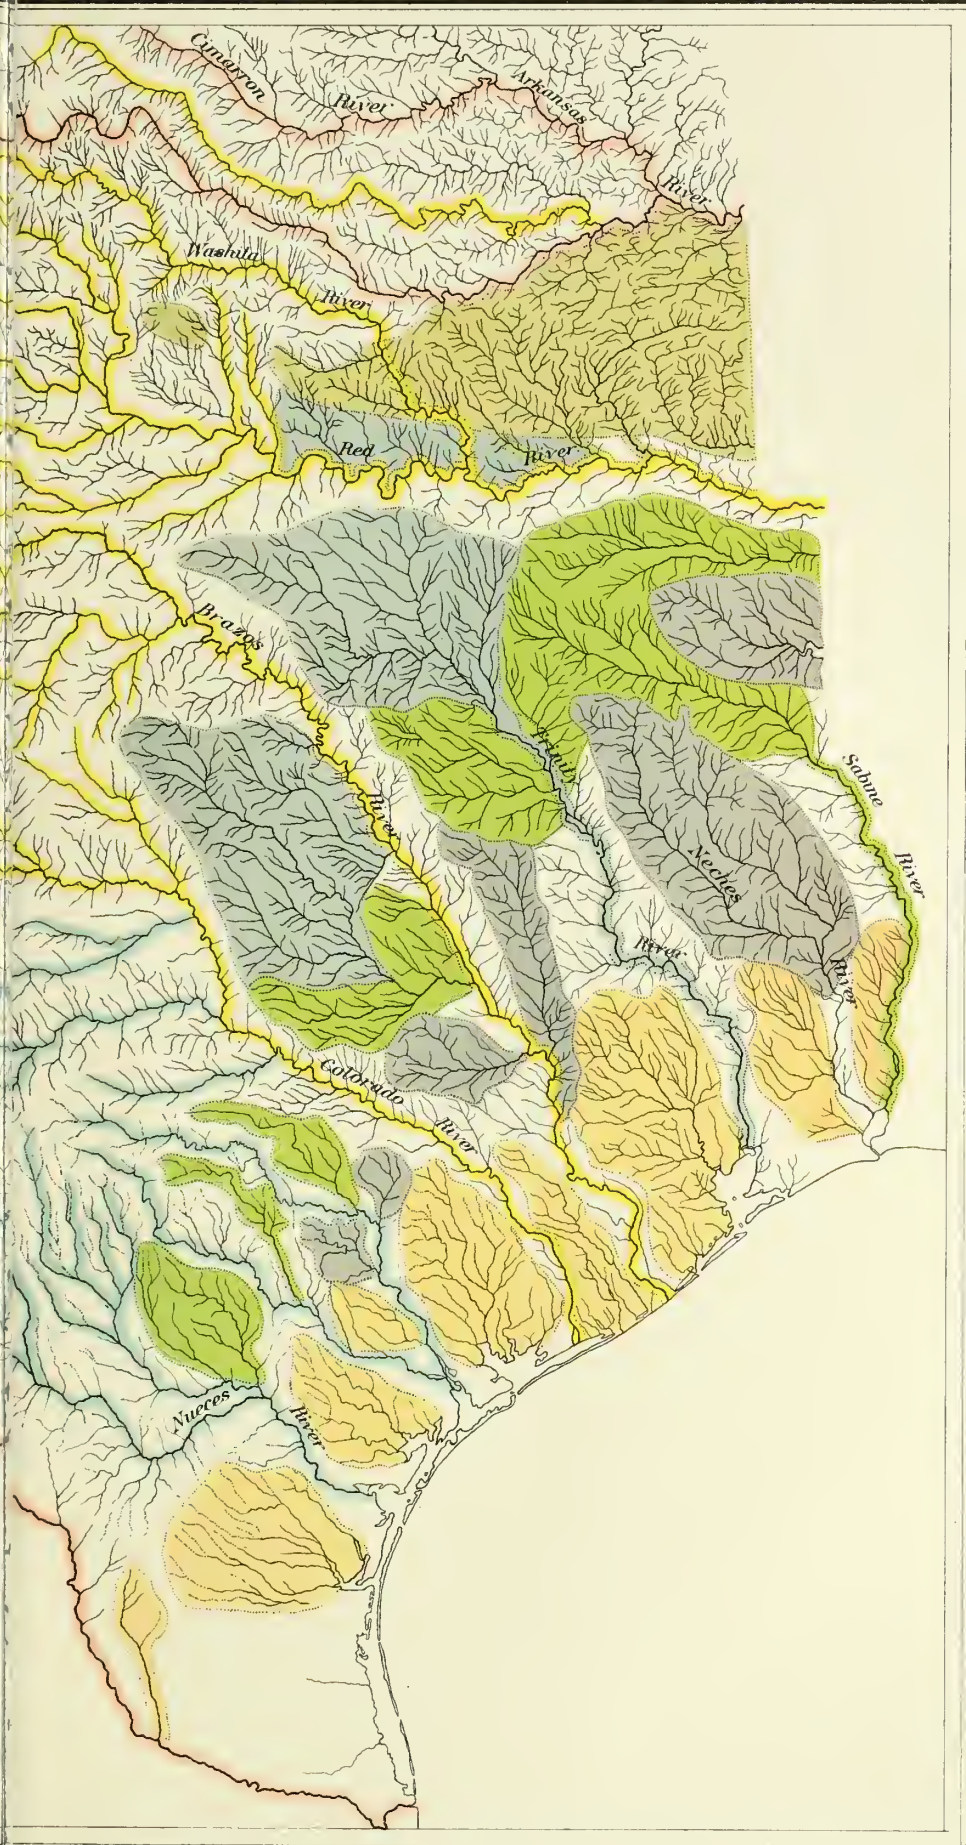 Cimarron River
Arkansas River
Washita River
Red River
Brazos River
Trinity River
Sabine River
Neches River
Colorado River
Nueces River